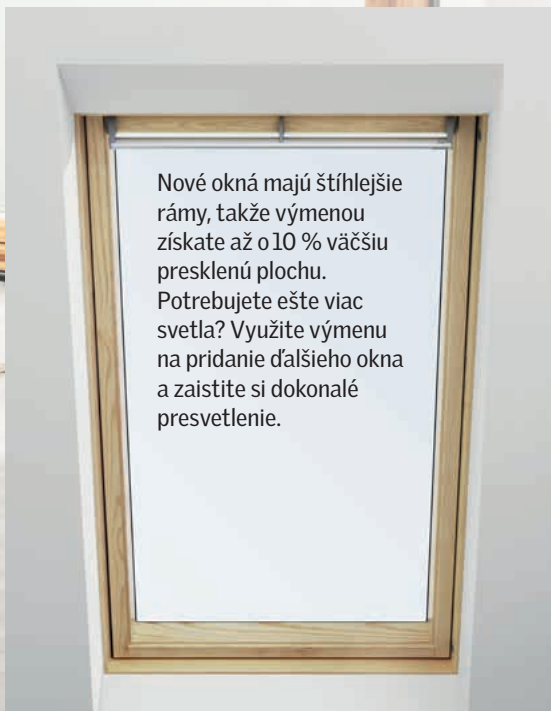 Nové okná majú štíhlejšie
rámy, takže výmenou
získate až o 10 % väčšiu
presklenú plochu.
Potrebujete ešte viac
svetla? Využite výmenu
na pridanie ďalšieho okna
a zaistite si dokonalé
presvetlenie.